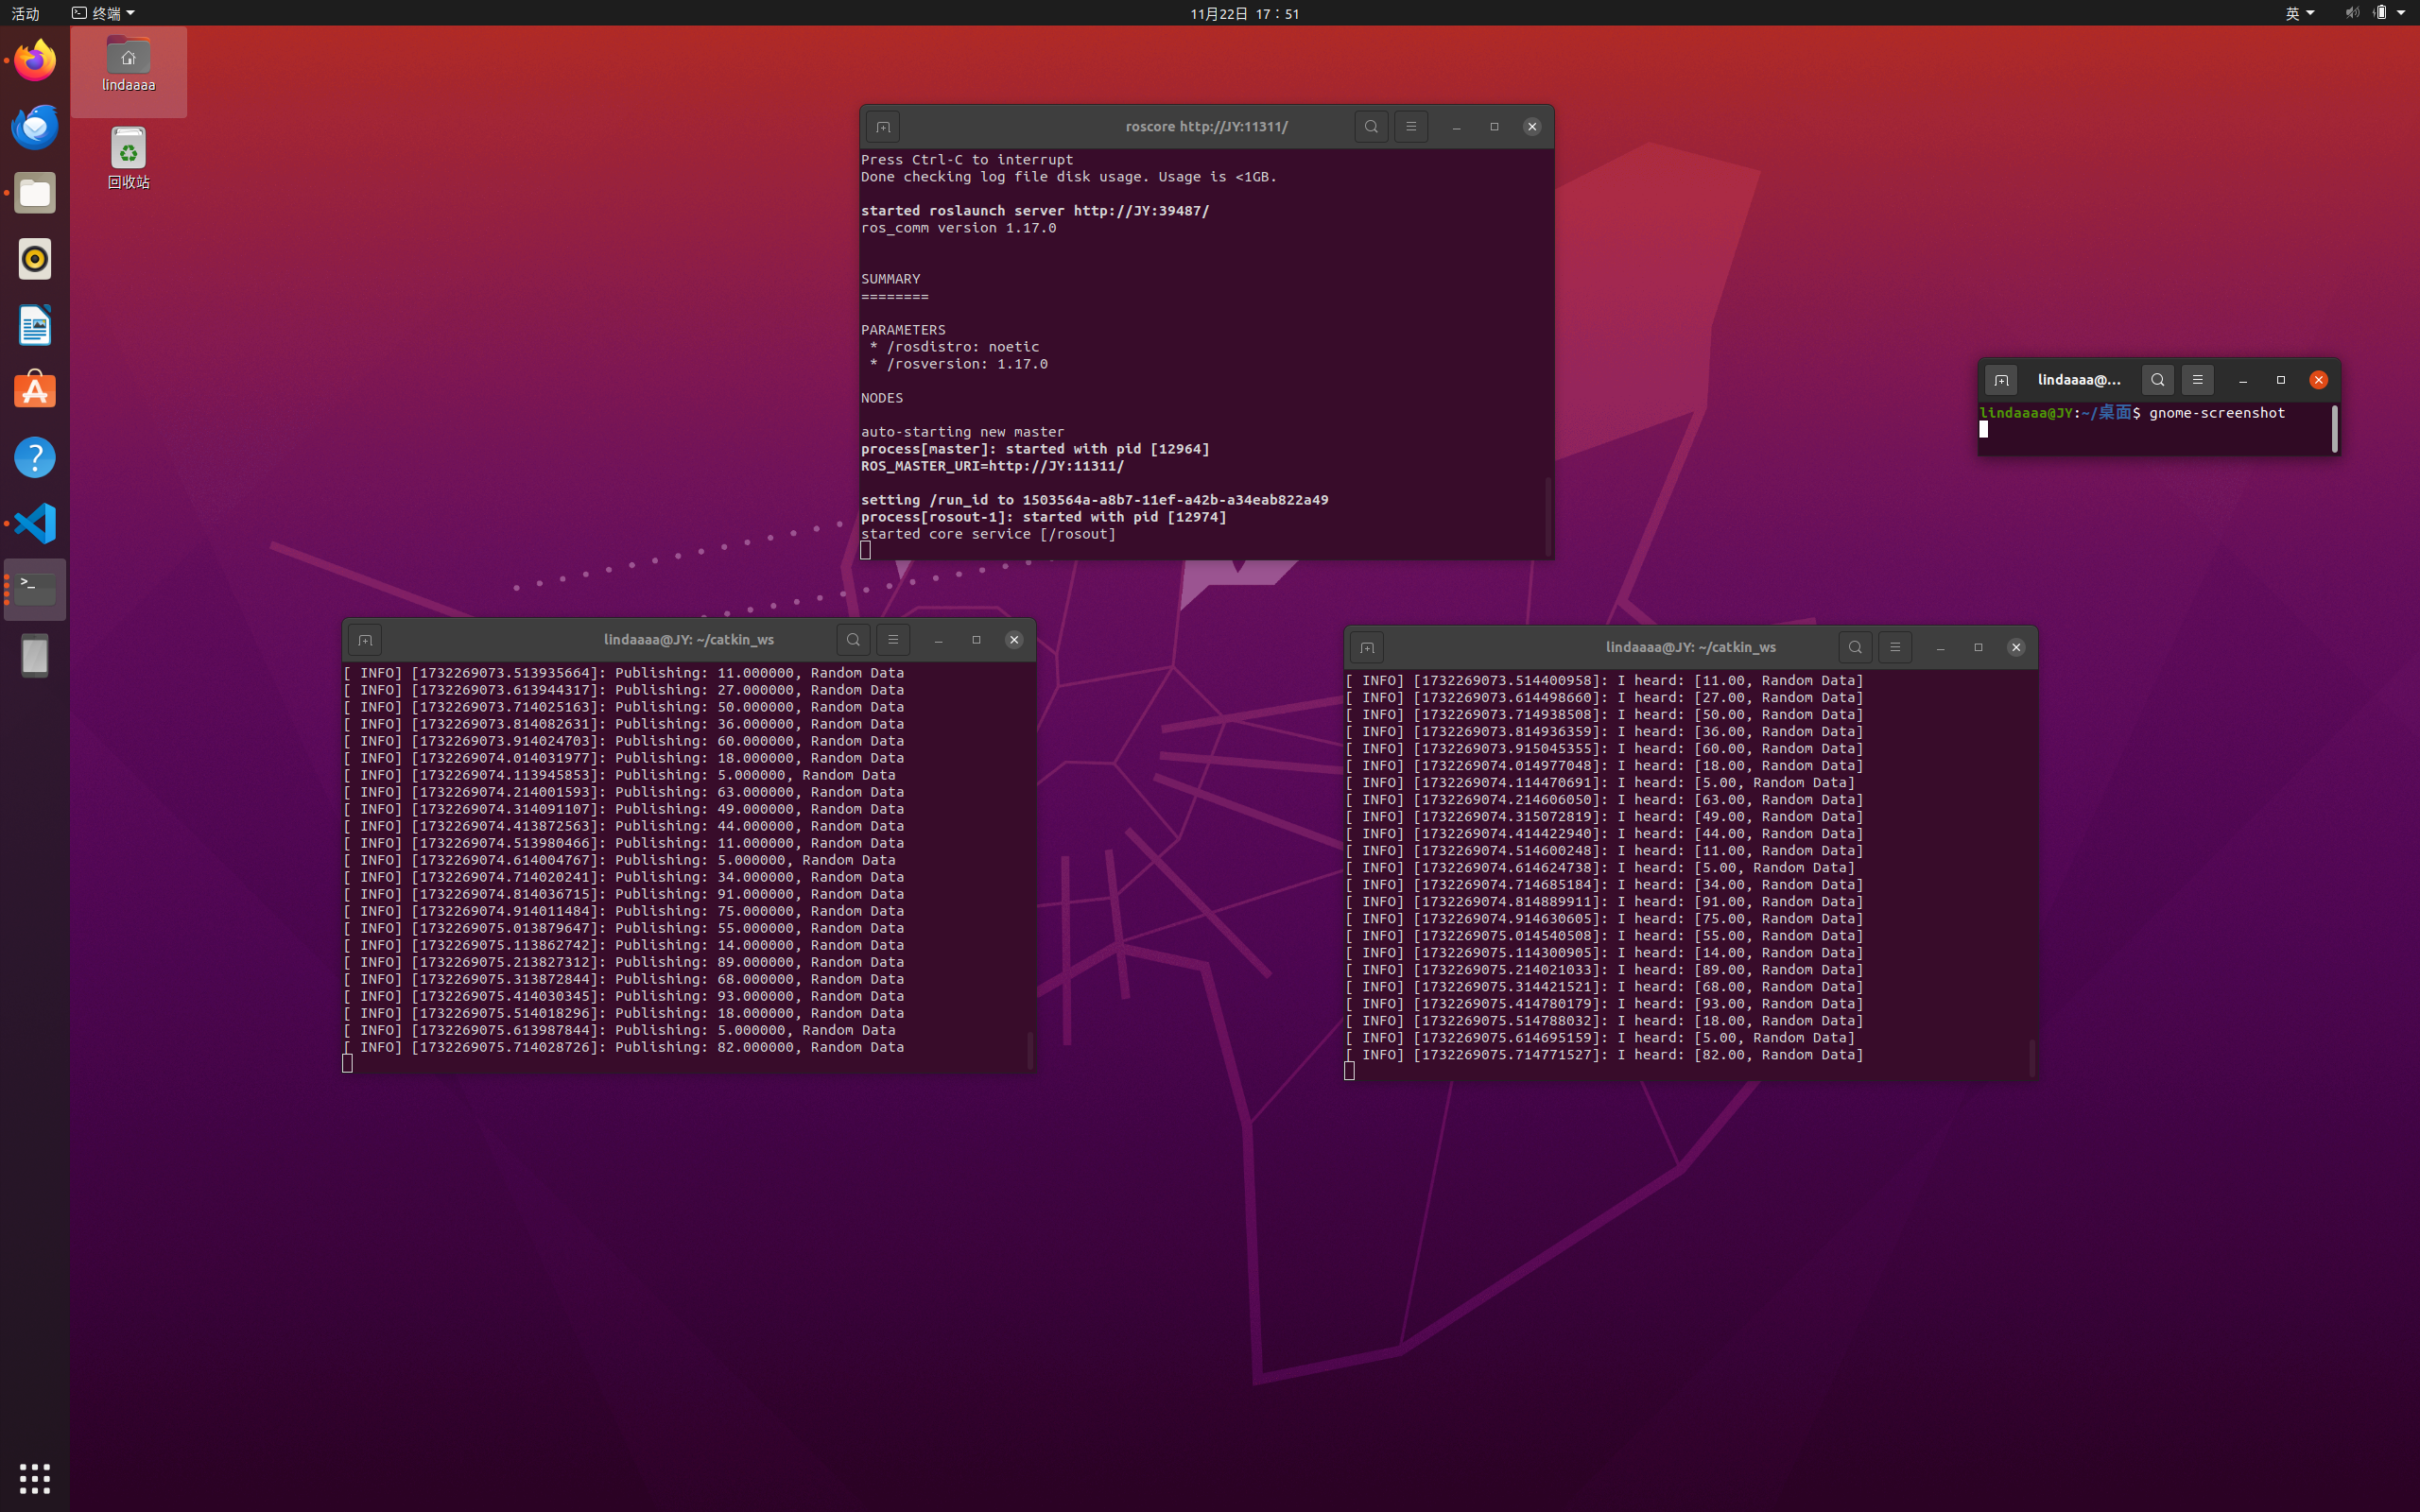 活动
终端
11月22日 17：51
英
lindaaaa
回收站
roscore http://JY:11311/
Press Ctrl-C to interrupt
Done checking log file disk usage. Usage is <1GB.
started roslaunch server http://JY:39487/
ros_comm version 1.17.0
SUMMARY
========
PARAMETERS
 * /rosdistro: noetic
 * /rosversion: 1.17.0
NODES
auto-starting new master
process[master]: started with pid [12964]
ROS_MASTER_URI=http://JY:11311/
setting /run_id to 1503564a-a8b7-11ef-a42b-a34eab822a49
process[rosout-1]: started with pid [12974]
started core service [/rosout]
lindaaaa@...
lindaaaa@JY:~/桌面$ gnome-screenshot
lindaaaa@JY: ~/catkin_ws
[ INFO] [1732269073.513935664]: Publishing: 11.000000, Random Data
[ INFO] [1732269073.613944317]: Publishing: 27.000000, Random Data
[ INFO] [1732269073.714025163]: Publishing: 50.000000, Random Data
[ INFO] [1732269073.814082631]: Publishing: 36.000000, Random Data
[ INFO] [1732269073.914024703]: Publishing: 60.000000, Random Data
[ INFO] [1732269074.014031977]: Publishing: 18.000000, Random Data
[ INFO] [1732269074.113945853]: Publishing: 5.000000, Random Data
[ INFO] [1732269074.214001593]: Publishing: 63.000000, Random Data
[ INFO] [1732269074.314091107]: Publishing: 49.000000, Random Data
[ INFO] [1732269074.413872563]: Publishing: 44.000000, Random Data
[ INFO] [1732269074.513980466]: Publishing: 11.000000, Random Data
[ INFO] [1732269074.614004767]: Publishing: 5.000000, Random Data
[ INFO] [1732269074.714020241]: Publishing: 34.000000, Random Data
[ INFO] [1732269074.814036715]: Publishing: 91.000000, Random Data
[ INFO] [1732269074.914011484]: Publishing: 75.000000, Random Data
[ INFO] [1732269075.013879647]: Publishing: 55.000000, Random Data
[ INFO] [1732269075.113862742]: Publishing: 14.000000, Random Data
[ INFO] [1732269075.213827312]: Publishing: 89.000000, Random Data
[ INFO] [1732269075.313872844]: Publishing: 68.000000, Random Data
[ INFO] [1732269075.414030345]: Publishing: 93.000000, Random Data
[ INFO] [1732269075.514018296]: Publishing: 18.000000, Random Data
[ INFO] [1732269075.613987844]: Publishing: 5.000000, Random Data
[ INFO] [1732269075.714028726]: Publishing: 82.000000, Random Data
lindaaaa@JY: ~/catkin_ws
[ INFO] [1732269073.514400958]: I heard: [11.00, Random Data]
[ INFO] [1732269073.614498660]: I heard: [27.00, Random Data]
[ INFO] [1732269073.714938508]: I heard: [50.00, Random Data]
[ INFO] [1732269073.814936359]: I heard: [36.00, Random Data]
[ INFO] [1732269073.915045355]: I heard: [60.00, Random Data]
[ INFO] [1732269074.014977048]: I heard: [18.00, Random Data]
[ INFO] [1732269074.114470691]: I heard: [5.00, Random Data]
[ INFO] [1732269074.214606050]: I heard: [63.00, Random Data]
[ INFO] [1732269074.315072819]: I heard: [49.00, Random Data]
[ INFO] [1732269074.414422940]: I heard: [44.00, Random Data]
[ INFO] [1732269074.514600248]: I heard: [11.00, Random Data]
[ INFO] [1732269074.614624738]: I heard: [5.00, Random Data]
[ INFO] [1732269074.714685184]: I heard: [34.00, Random Data]
[ INFO] [1732269074.814889911]: I heard: [91.00, Random Data]
[ INFO] [1732269074.914630605]: I heard: [75.00, Random Data]
[ INFO] [1732269075.014540508]: I heard: [55.00, Random Data]
[ INFO] [1732269075.114300905]: I heard: [14.00, Random Data]
[ INFO] [1732269075.214021033]: I heard: [89.00, Random Data]
[ INFO] [1732269075.314421521]: I heard: [68.00, Random Data]
[ INFO] [1732269075.414780179]: I heard: [93.00, Random Data]
[ INFO] [1732269075.514788032]: I heard: [18.00, Random Data]
[ INFO] [1732269075.614695159]: I heard: [5.00, Random Data]
[ INFO] [1732269075.714771527]: I heard: [82.00, Random Data]